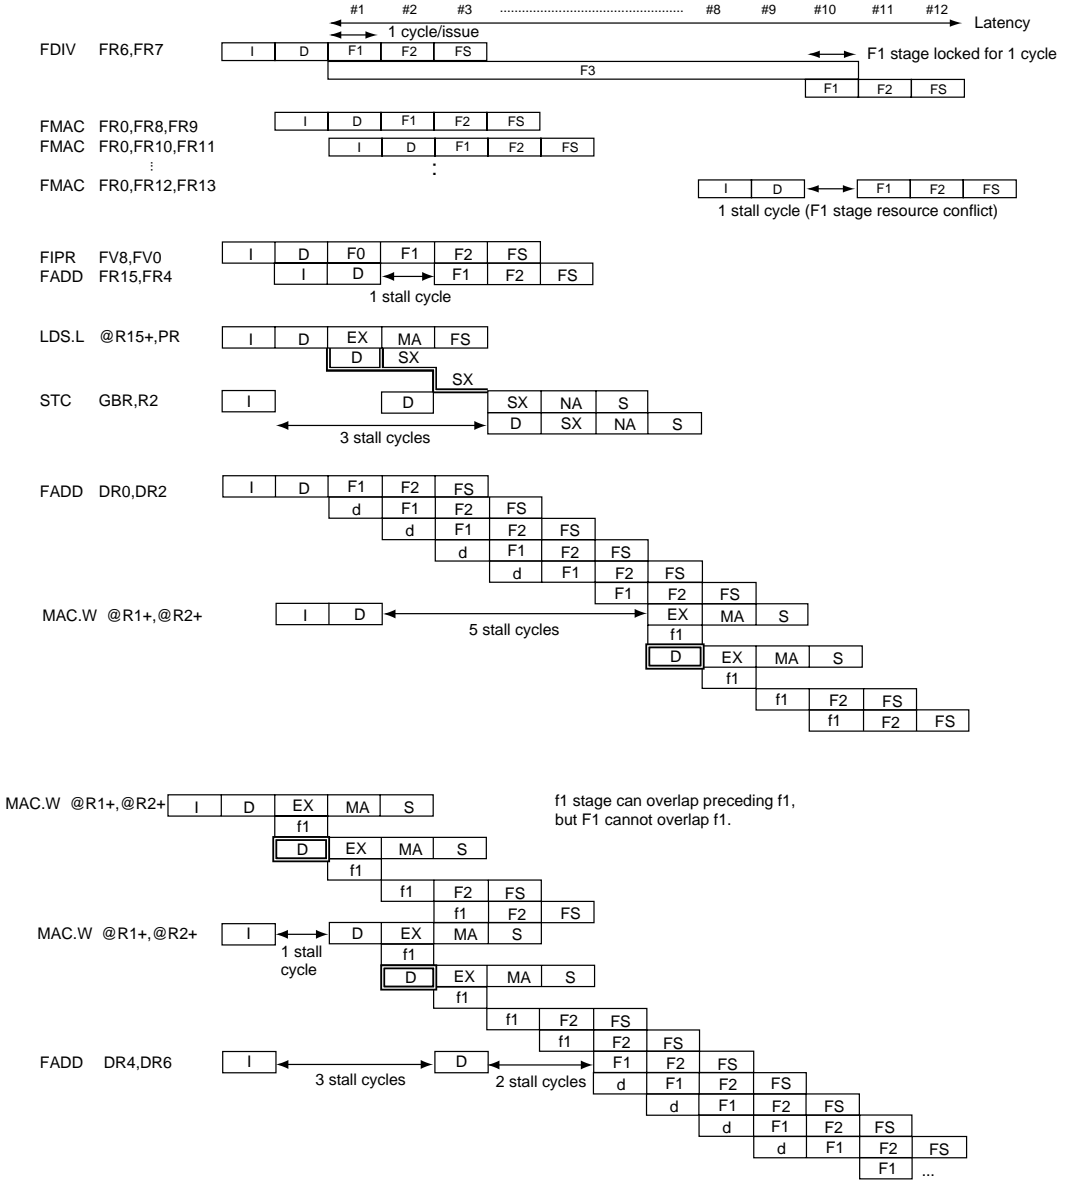 #1 #2 #3 #8 #9 #10 #11 #12
Latency
1 cycle/issue
FDIV FR6,FR7 I D F1 F2 FS F1 stage locked for 1 cycle
F3
F1 F2 FS
FMAC FR0,FR8,FR9 I D F1 F2 FS
FMAC FR0,FR10,FR11 I D F1 F2 FS
FMAC FR0,FR12,FR13 I D F1 F2 FS
1 stall cycle (F1 stage resource conflict)
FIPR FV8,FV0 I D F0 F1 F2 FS
FADD FR15,FR4 I D F1 F2 FS
1 stall cycle
LDS.L @R15+,PR I D EX MA FS
D SX
SX
STC GBR,R2 I D SX NA S
D SX NA S
3 stall cycles
FADD DR0,DR2 I D F1 F2 FS
d F1 F2 FS
d F1 F2 FS
d F1 F2 FS
d F1 F2 FS
F1 F2 FS
MAC.W @R1+,@R2+ I D EX MA S
5 stall cycles
f1
D EX MA S
f1
f1 F2 FS
f1 F2 FS
MAC.W @R1+,@R2+ I D EX MA S
f1 stage can overlap preceding f1,
but F1 cannot overlap f1.
f1
D EX MA S
f1
f1 F2 FS
f1 F2 FS
MAC.W @R1+,@R2+ I D EX MA S
1 stall
cycle
f1
D EX MA S
f1
f1 F2 FS
f1 F2 FS
FADD DR4,DR6 I D F1 F2 FS
3 stall cycles 2 stall cycles
d F1 F2 FS
d F1 F2 FS
d F1 F2 FS
d F1 F2 FS
F1 ...